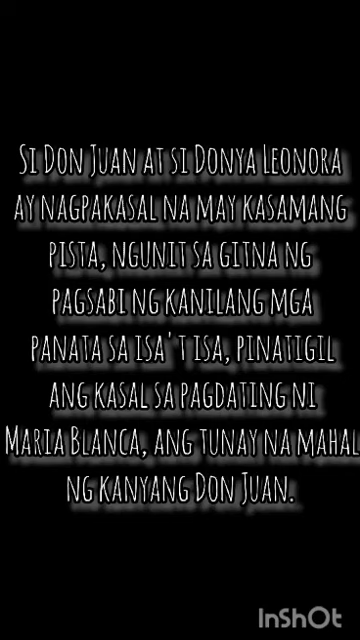 Si Don Juan at si Donya Leonora
ay nagpakasal na may kasamang
pista, ngunit sa gitna ng
pagsabi ng kanilang mga
panata sa isa't isa, pinatigil
ang kasal sa pagdating ni
Maria Blanca, ang tunay na mahal
ng kanyang Don Juan.
InShOt